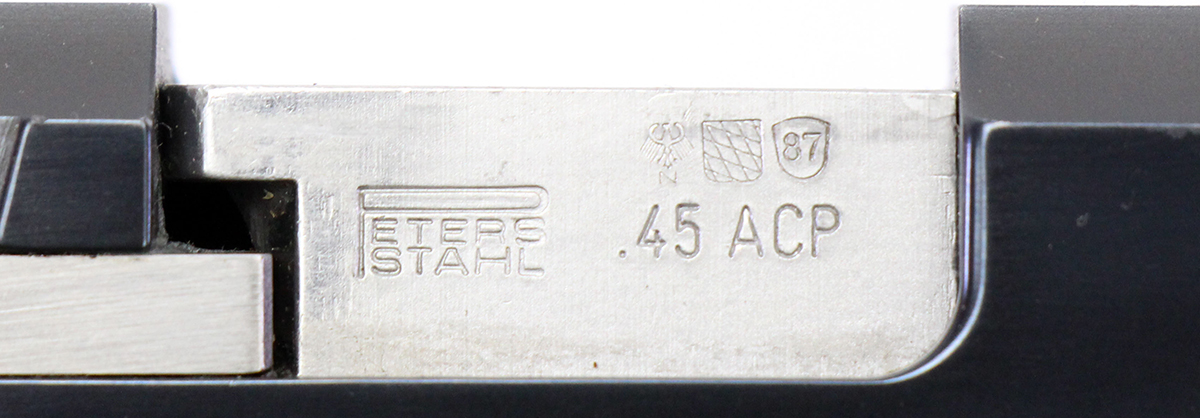 PETERS
STAHL
N
87
.45 ACP